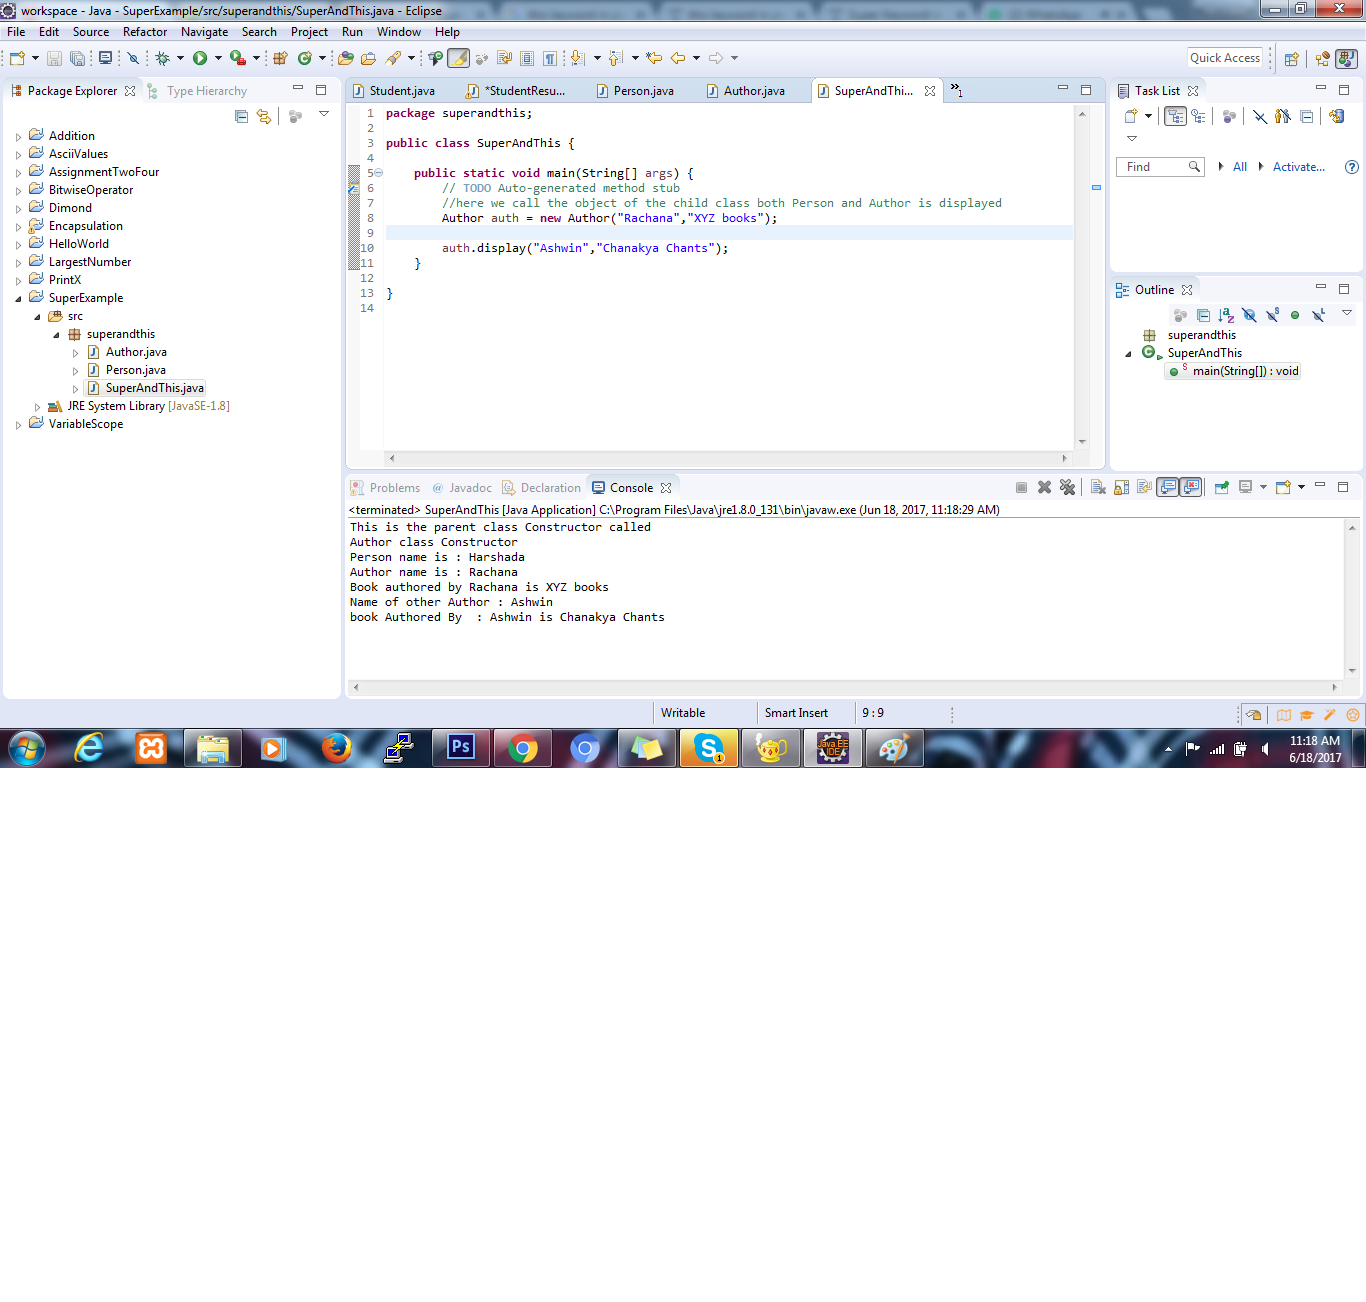 workspace - Java - SuperExample/src/superandthis/SuperAndThis.java - Eclipse
File Edit Source Refactor Navigate Search Project Run Window Help
Quick Access
Package Explorer Type Hierarchy
Addition
AsciiValues
AssignmentTwoFour
BitwiseOperator
Dimond
Encapsulation
HelloWorld
LargestNumber
PrintX
SuperExample
src
superandthis
Author.java
Person.java
SuperAndThis.java
JRE System Library [JavaSE-1.8]
VariableScope
Student.java *StudentResu... Person.java Author.java SuperAndThi... »1
1 package superandthis;
2
3 public class SuperAndThis {
4
5 public static void main(String[] args) {
6 // TODO Auto-generated method stub
7 //here we call the object of the child class both Person and Author is displayed
8 Author auth = new Author("Rachana","XYZ books");
9
10 auth.display("Ashwin","Chanakya Chants");
11 }
12
13 }
14
Task List
Find All Activate...
Outline
superandthis
SuperAndThis
main(String[]) : void
Problems Javadoc Declaration Console
<terminated> SuperAndThis [Java Application] C:\Program Files\Java\jre1.8.0_131\bin\javaw.exe (Jun 18, 2017, 11:18:29 AM)
This is the parent class Constructor called
Author class Constructor
Person name is : Harshada
Author name is : Rachana
Book authored by Rachana is XYZ books
Name of other Author : Ashwin
book Authored By  : Ashwin is Chanakya Chants
Writable Smart Insert 9 : 9
Ps
Java EE
IDE
11:18 AM
6/18/2017